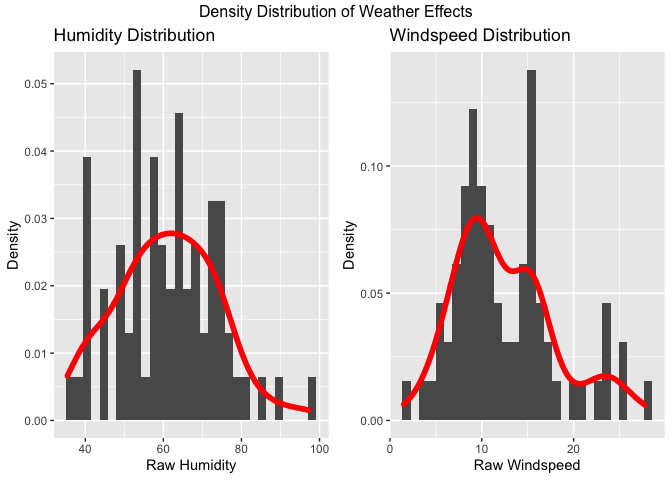 Density Distribution of Weather Effects
Humidity Distribution
Density
0.05
0.04
0.03
0.02
0.01
0.00
40 60 80 100
Raw Humidity
Windspeed Distribution
Density
0.10
0.05
0.00
0 10 20
Raw Windspeed